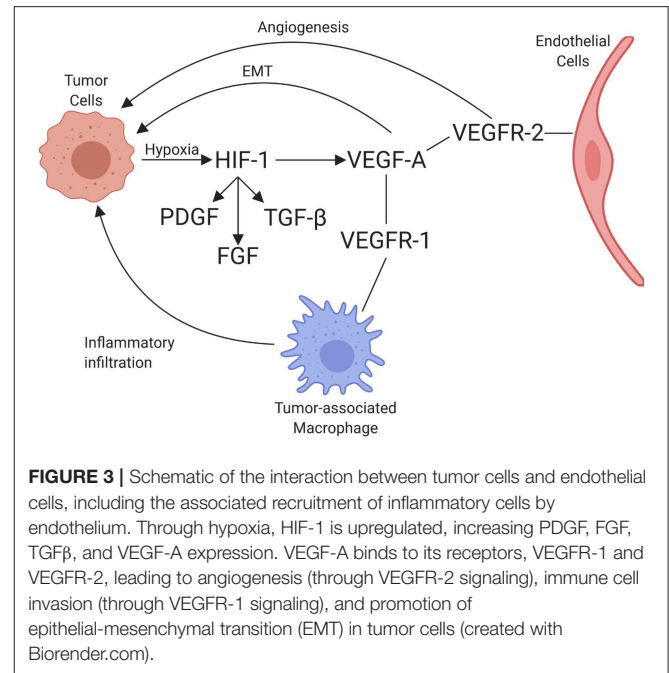 Angiogenesis
Endothelial
Cells
EMT
Tumor
Cells
VEGFR-2
Hypoxia
HIF-1
VEGF-A
PDGF
TGF-β
FGF
VEGFR-1
Inflammatory
infiltration
Tumor-associated
Macrophage
FIGURE 3 | Schematic of the interaction between tumor cells and endothelial
cells, including the associated recruitment of inflammatory cells by
endothelium. Through hypoxia, HIF-1 is upregulated, increasing PDGF, FGF,
TGFβ, and VEGF-A expression. VEGF-A binds to its receptors, VEGFR-1 and
VEGFR-2, leading to angiogenesis (through VEGFR-2 signaling), immune cell
invasion (through VEGFR-1 signaling), and promotion of
epithelial-mesenchymal transition (EMT) in tumor cells (created with
Biorender.com).